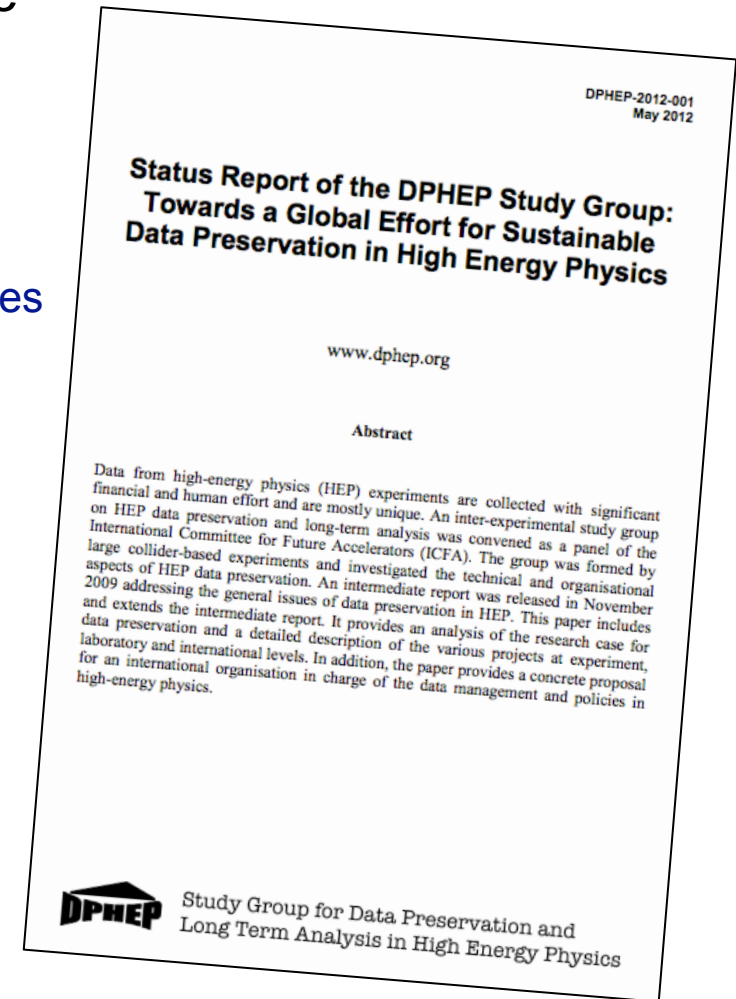 es
DPHEP-2012-001
May 2012
Status Report of the DPHEP Study Group:
Towards a Global Effort for Sustainable
Data Preservation in High Energy Physics
www.dphep.org
Abstract
Data from high-energy physics (HEP) experiments are collected with significant
financial and human effort and are mostly unique. An inter-experimental study group
on HEP data preservation and long-term analysis was convened as a panel of the
International Committee for Future Accelerators (ICFA). The group was formed by
large collider-based experiments and investigated the technical and organisational
aspects of HEP data preservation. An intermediate report was released in November
2009 addressing the general issues of data preservation in HEP. This paper includes
and extends the intermediate report. It provides an analysis of the research case for
data preservation and a detailed description of the various projects at experiment,
laboratory and international levels. In addition, the paper provides a concrete proposal
for an international organisation in charge of the data management and policies in
high-energy physics.
DPHEP
Study Group for Data Preservation and
Long Term Analysis in High Energy Physics